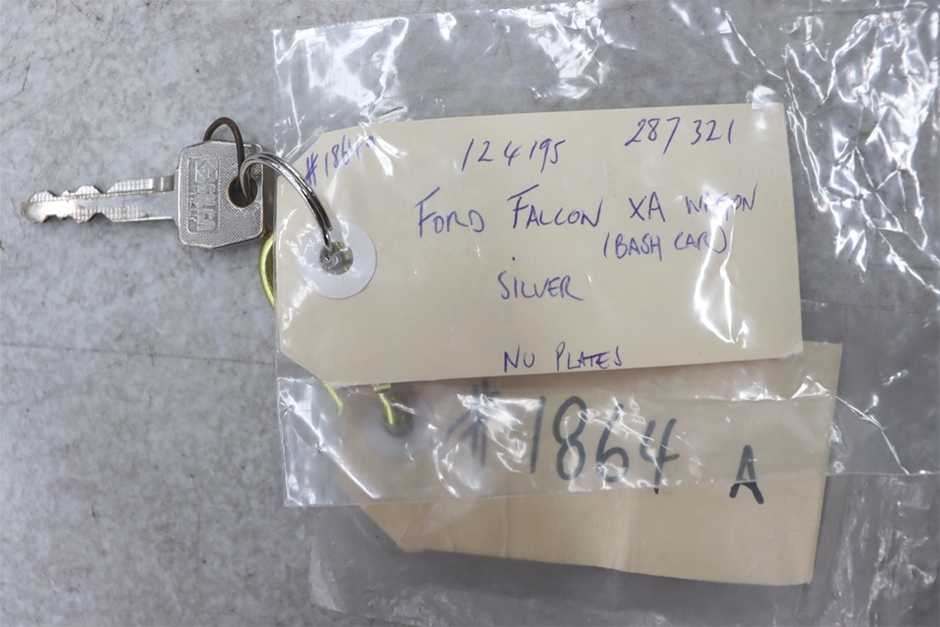 124195 287321
FORD FALCON XA WAGON
(BASH CAR)
SILVER
NO PLATES
#1864 A